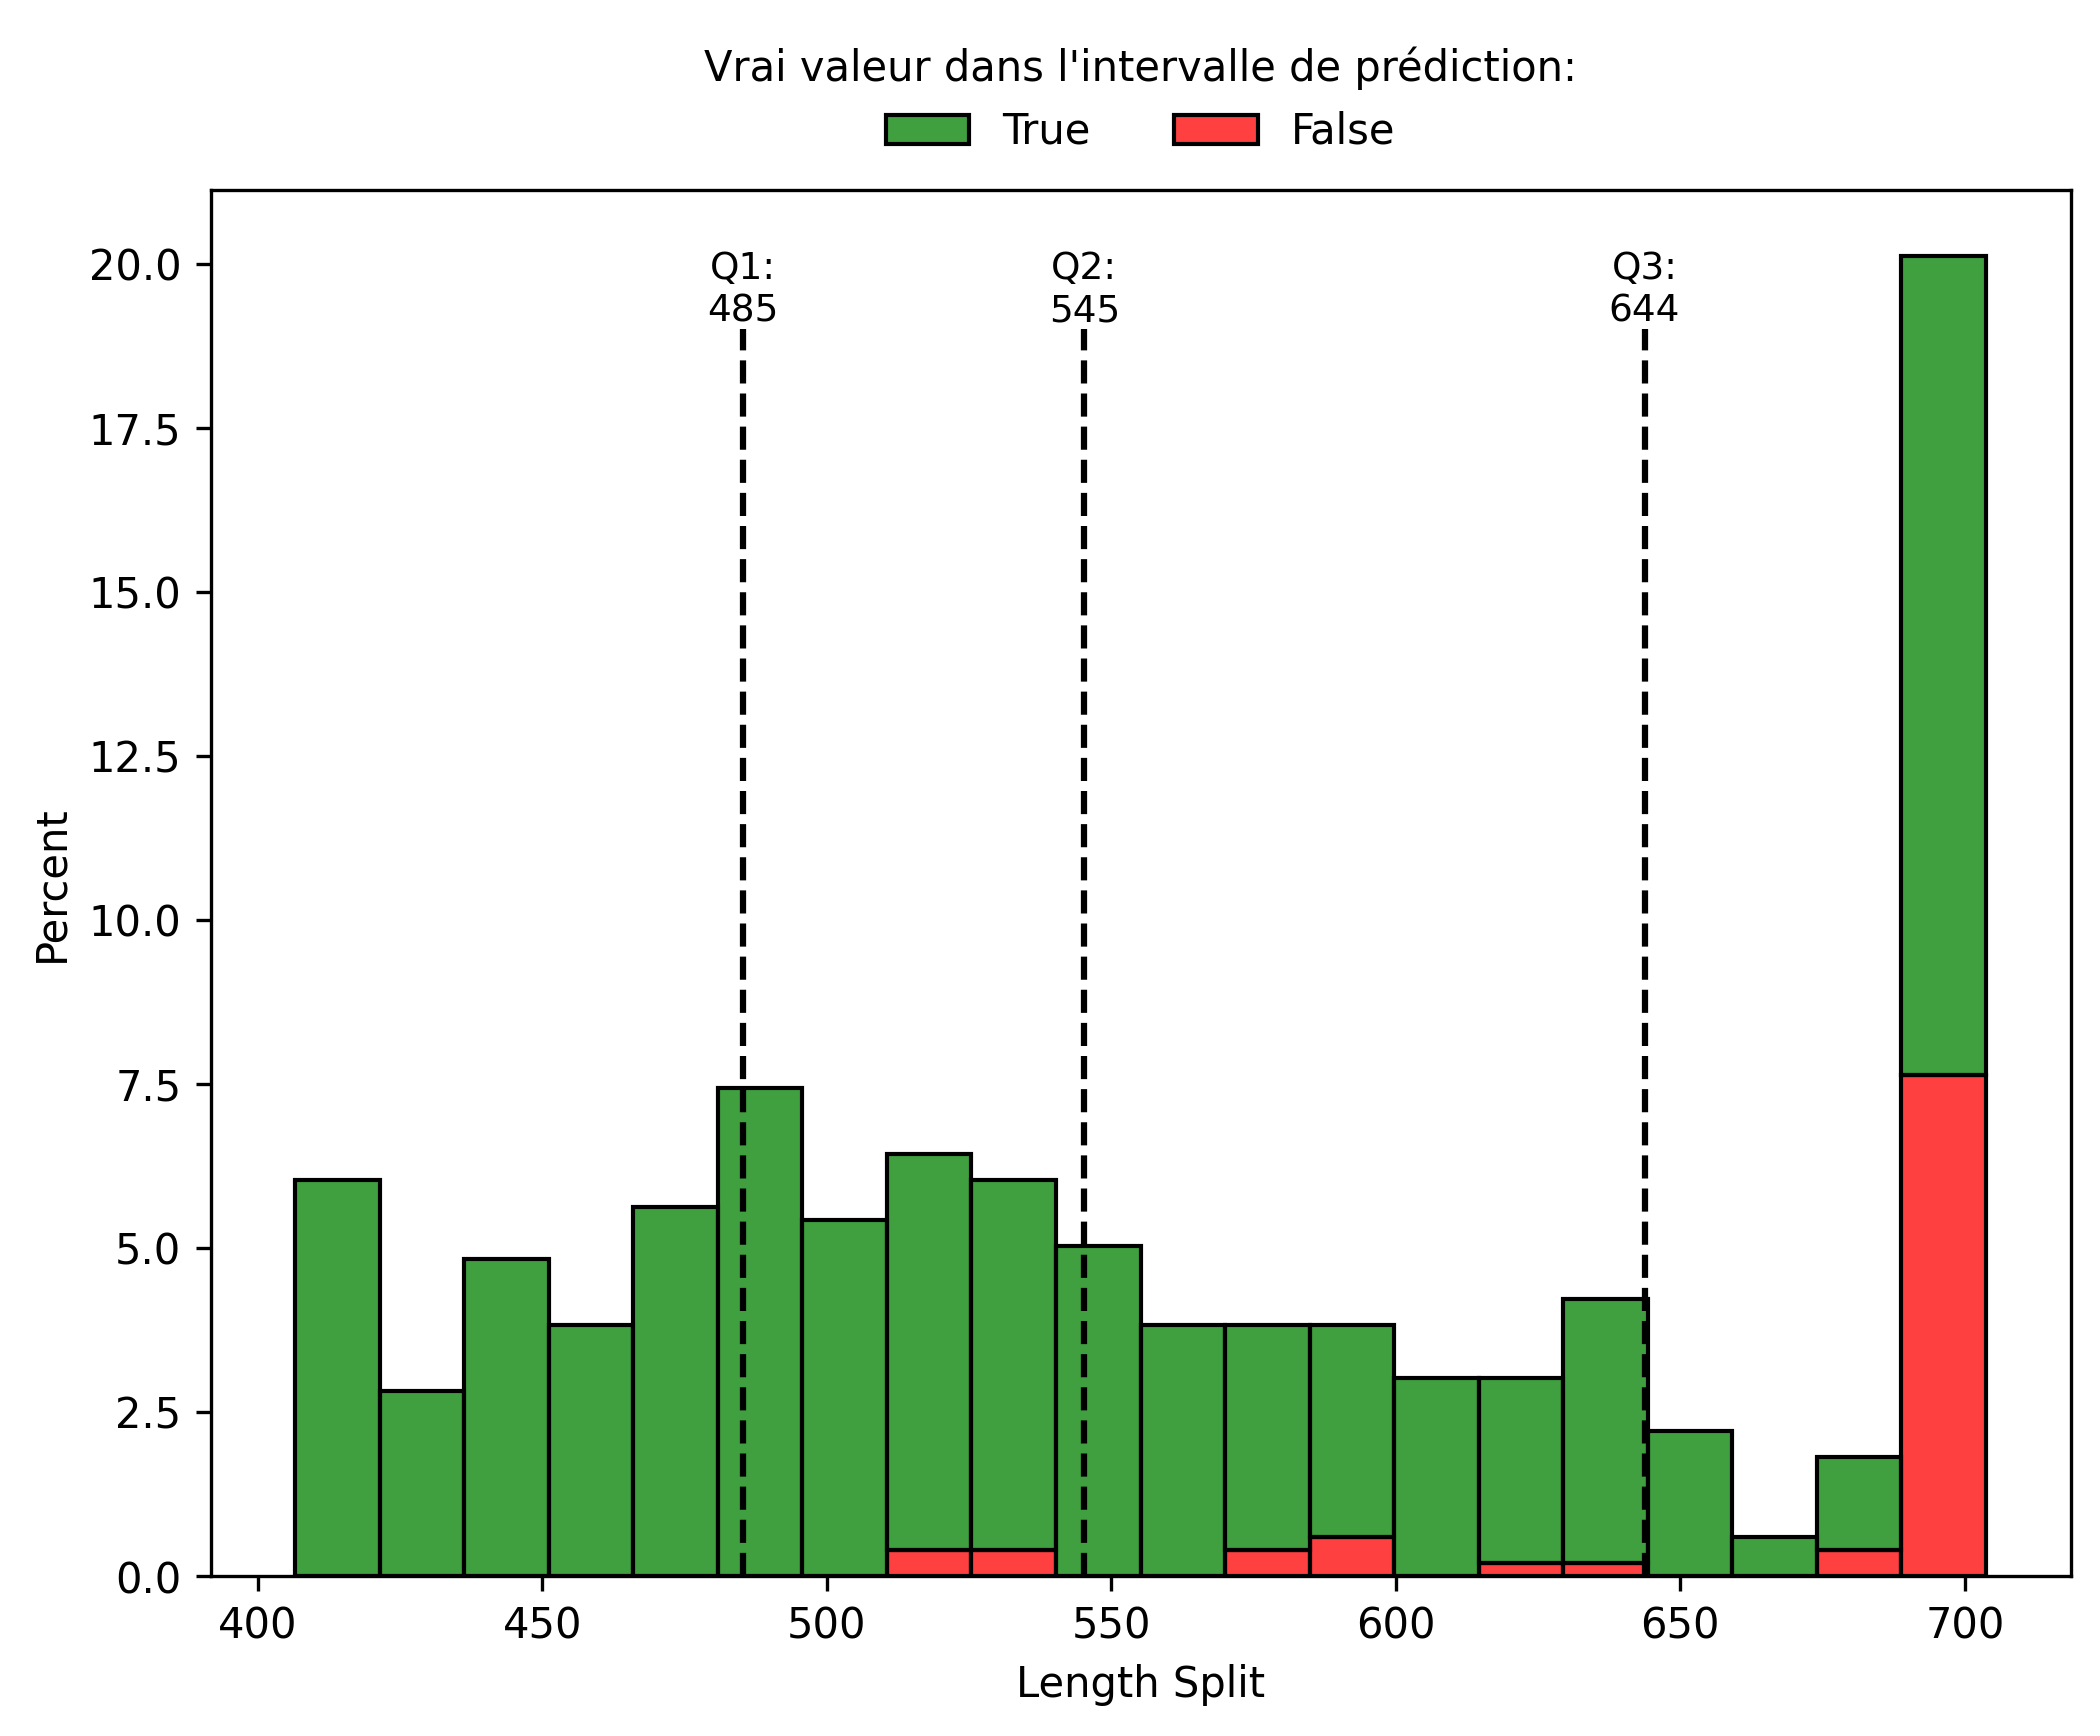 Vrai valeur dans l'intervalle de prédiction:
True False
Q1: Q2: Q3:
485 545 644
20.0
17.5
15.0
12.5
10.0
7.5
5.0
2.5
0.0
Percent
400 450 500 550 600 650 700
Length Split